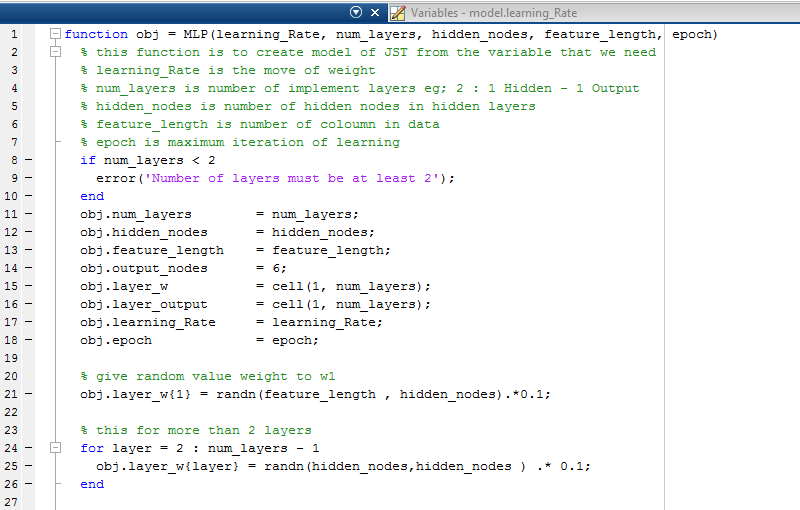 Variables - model.learning_Rate
1 function obj = MLP(learning_Rate, num_layers, hidden_nodes, feature_length, epoch)
2 % this function is to create model of JST from the variable that we need
3 % learning_Rate is the move of weight
4 % num_layers is number of implement layers eg; 2 : 1 Hidden - 1 Output
5 % hidden_nodes is number of hidden nodes in hidden layers
6 % feature_length is number of coloumn in data
7 % epoch is maximum iteration of learning
8 – if num_layers < 2
9 – error('Number of layers must be at least 2');
10 – end
11 – obj.num_layers = num_layers;
12 – obj.hidden_nodes = hidden_nodes;
13 – obj.feature_length = feature_length;
14 – obj.output_nodes = 6;
15 – obj.layer_w = cell(1, num_layers);
16 – obj.layer_output = cell(1, num_layers);
17 – obj.learning_Rate = learning_Rate;
18 – obj.epoch = epoch;
19
20 % give random value weight to w1
21 – obj.layer_w{1} = randn(feature_length , hidden_nodes).*0.1;
22
23 % this for more than 2 layers
24 – for layer = 2 : num_layers - 1
25 – obj.layer_w{layer} = randn(hidden_nodes,hidden_nodes ) .* 0.1;
26 – end
27